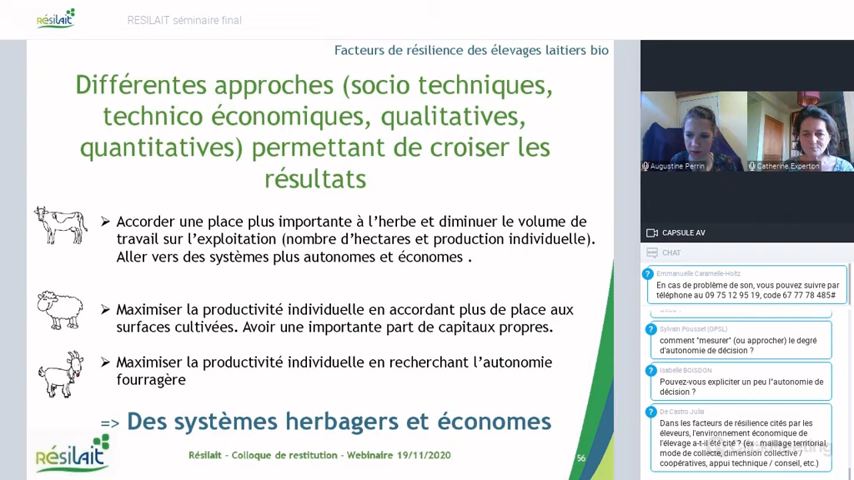 Résilait
RESILAIT séminaire final
Facteurs de résilience des élevages laitiers bio
Différentes approches (socio techniques,
technico économiques, qualitatives,
quantitatives) permettant de croiser les
résultats
➢ Accorder une place plus importante à l'herbe et diminuer le volume de
travail sur l'exploitation (nombre d'hectares et production individuelle).
Aller vers des systèmes plus autonomes et économes .
➢ Maximiser la productivité individuelle en accordant plus de place aux
surfaces cultivées. Avoir une importante part de capitaux propres.
➢ Maximiser la productivité individuelle en recherchant l'autonomie
fourragère
=> Des systèmes herbagers et économes
Résilait
Résilait - Colloque de restitution - Webinaire 19/11/2020
56
Augustine Perrin
Catherine Experton
CAPSULE AV
CHAT
Emmanuelle Caramelle-Holtz
En cas de problème de son, vous pouvez suivre par
téléphone au 09 75 12 95 19, code 67 77 78 485#
Sylvain Pousset (OPSL)
comment "mesurer" (ou approcher) le degré
d'autonomie de décision ?
Isabelle BOISDON
Pouvez-vous expliciter un peu l'autonomie de
décision ?
De Castro Julia
Dans les facteurs de résilience cités par les
éleveurs, l'environnement économique de
l'élevage a-t-il été cité ? (ex : maillage territorial,
mode de collecte, dimension collective /
coopératives, appui technique / conseil, etc.)